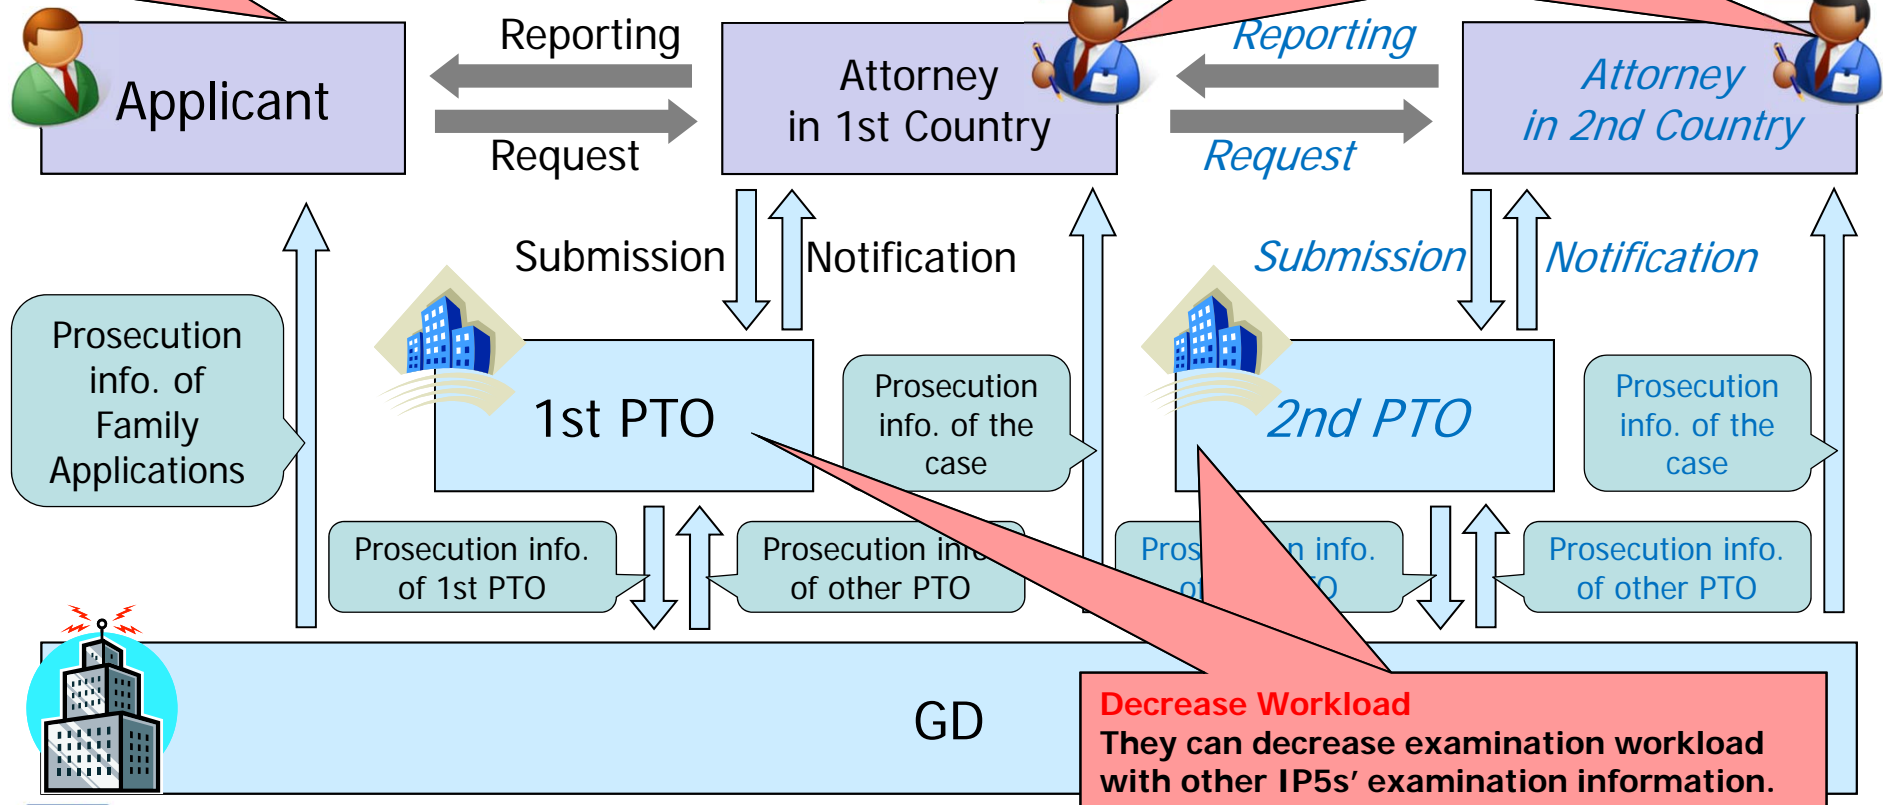 Reporting
Applicant
Request
Attorney
in 1st Country
Reporting
Request
Attorney
in 2nd Country
Submission
Notification
Submission
Notification
Prosecution
info. of
Family
Applications
1st PTO
Prosecution
info. of the
case
2nd PTO
Prosecution
info. of the
case
Prosecution info.
of 1st PTO
Prosecution
of other PTO
info.
Prosecution info.
of other PTO
GD
Decrease Workload
They can decrease examination workload
with other IP5s’ examination information.